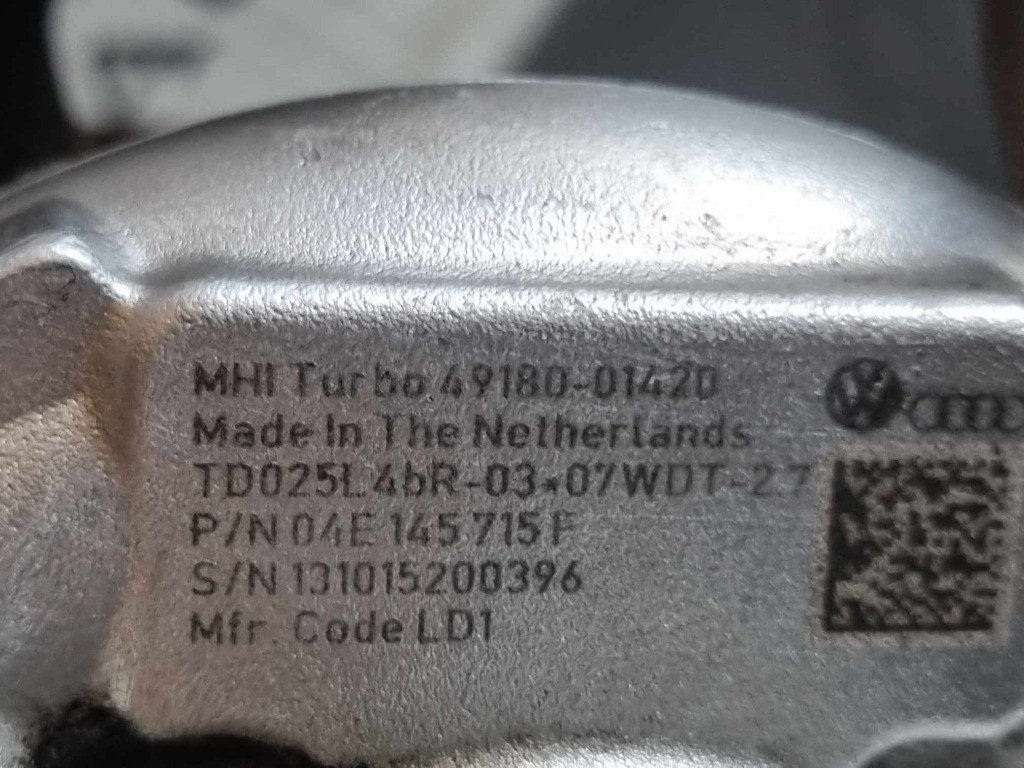 MHI Turbo 49180-01420
Made In The Netherlands
TD025L4bR-03*07WDT-2.7
P/N 04E 145 715 F
S/N 131015200396
Mfr. Code LD1